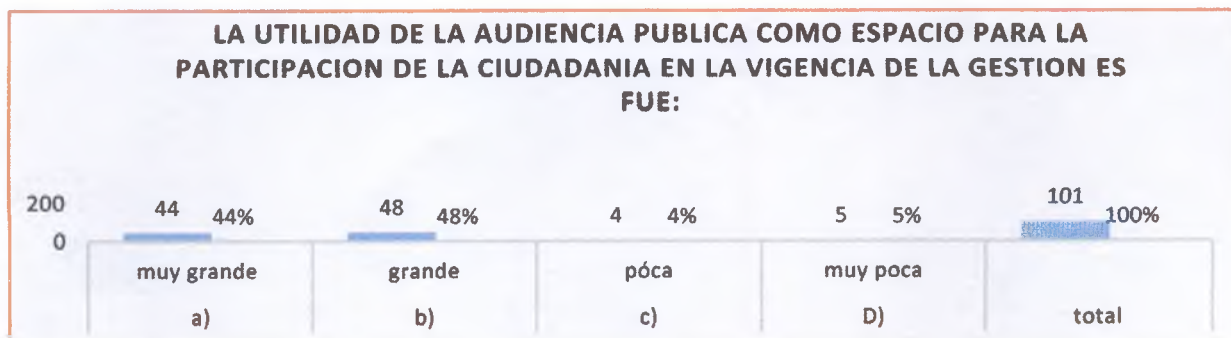 LA UTILIDAD DE LA AUDIENCIA PUBLICA COMO ESPACIO PARA LA
PARTICIPACION DE LA CIUDADANIA EN LA VIGENCIA DE LA GESTION ES
FUE:
200
0
44 44%
48 48%
4 4%
5 5%
101 100%
muy grande
grande
póca
muy poca
a)
b)
c)
D)
total